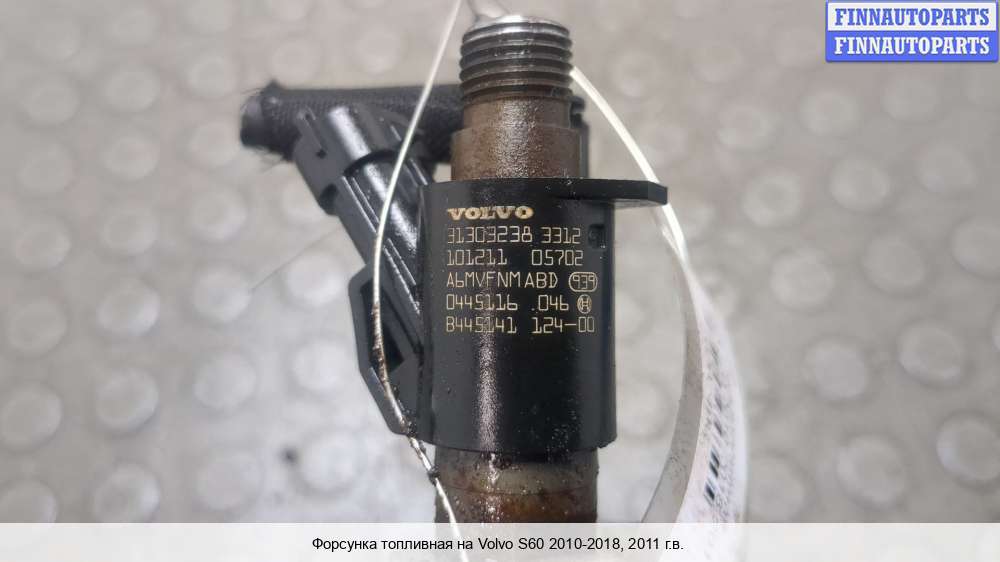 FINNAUTOPARTS
FINNAUTOPARTS
VOLVO
31303238 3312
101211 05702
A6MVFNMABD 939
0445116 046
B445141 124-00
Форсунка топливная на Volvo S60 2010-2018, 2011 г.в.